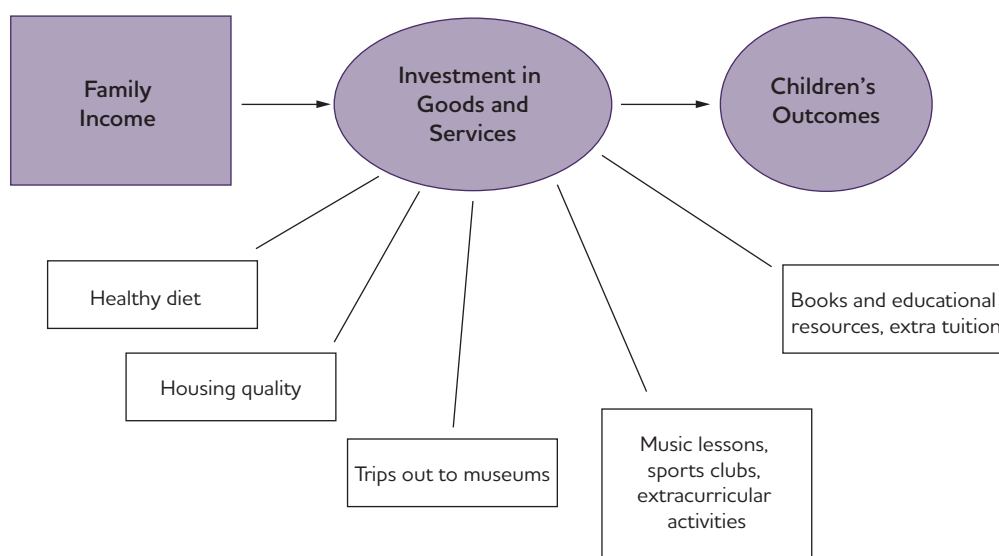 Family
Income
Investment in
Goods and
Services
Children's
Outcomes
Healthy diet
Housing quality
Trips out to museums
Music lessons,
sports clubs,
extracurricular
activities
Books and educational
resources, extra tuition